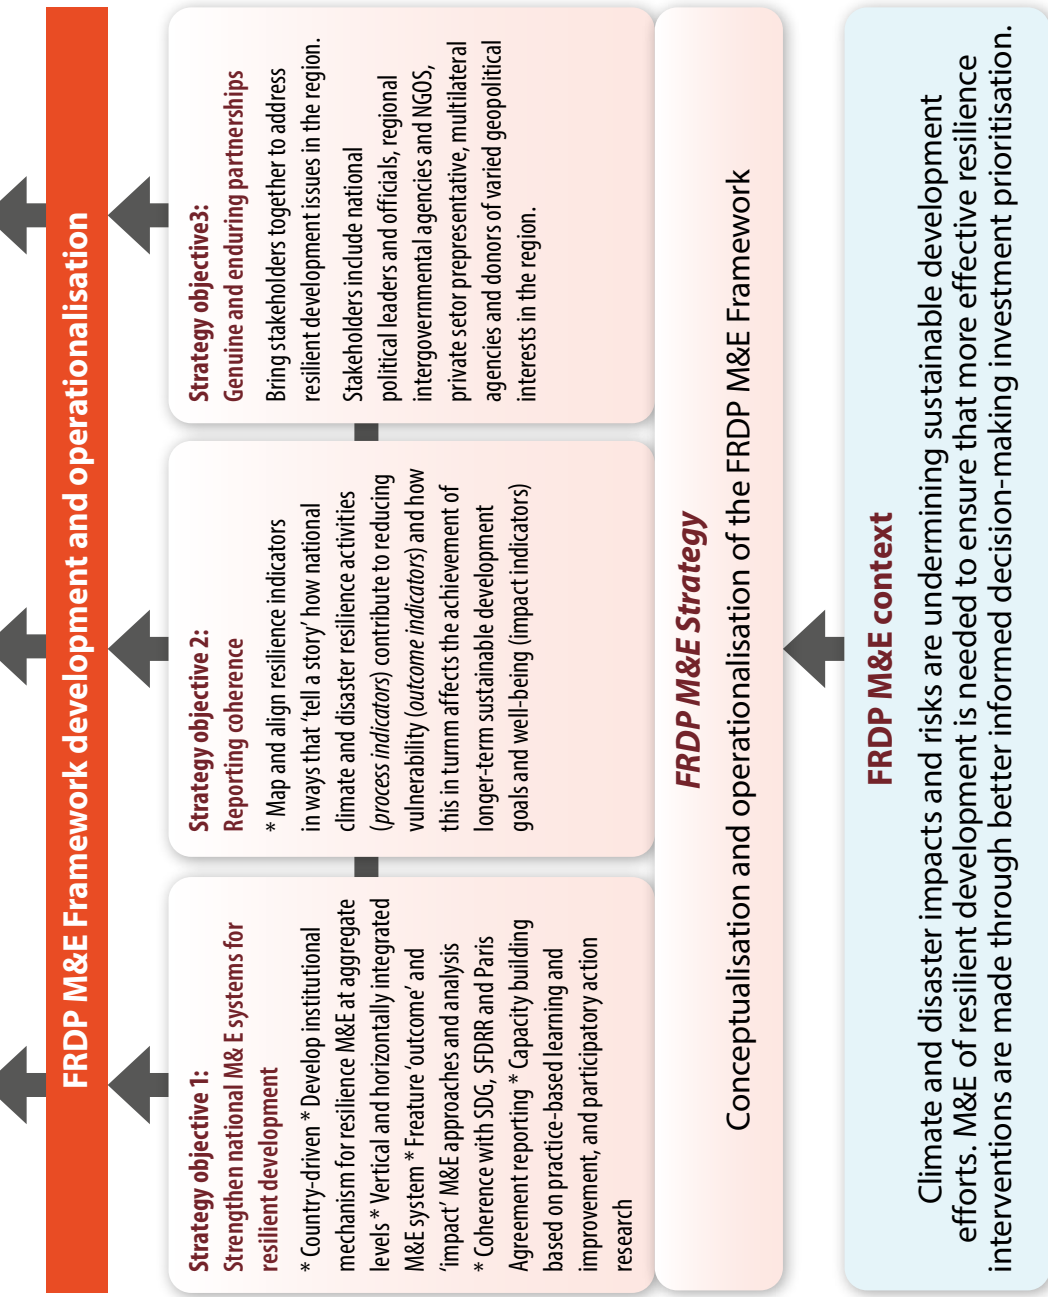 FRDP M&E Framework development and operationalisation
Strategy objective 1:
Strengthen national M& E systems for
resilient development
* Country-driven * Develop institutional
mechanism for resilience M&E at aggregate
levels * Vertical and horizontally integrated
M&E system * Freature ‘outcome’ and
‘impact’ M&E approaches and analysis
* Coherence with SDG, SFDRR and Paris
Agreement reporting * Capacity building
based on practice-based learning and
improvement, and participatory action
research
Strategy objective 2:
Reporting coherence
* Map and align resilience indicators
in ways that ‘tell a story’ how national
climate and disaster resilience activities
(process indicators) contribute to reducing
vulnerability (outcome indicators) and how
this in turnm affects the achievement of
longer-term sustainable development
goals and well-being (impact indicators)
Strategy objective3:
Genuine and enduring partnerships
Bring stakeholders together to address
resilient development issues in the region.
Stakeholders include national
political leaders and officials, regional
intergovernmental agencies and NGOS,
private setor prepresentative, multilateral
agencies and donors of varied geopolitical
interests in the region.
FRDP M&E Strategy
Conceptualisation and operationalisation of the FRDP M&E Framework
FRDP M&E context
Climate and disaster impacts and risks are undermining sustainable development
efforts. M&E of resilient development is needed to ensure that more effective resilience
interventions are made through better informed decision-making investment prioritisation.